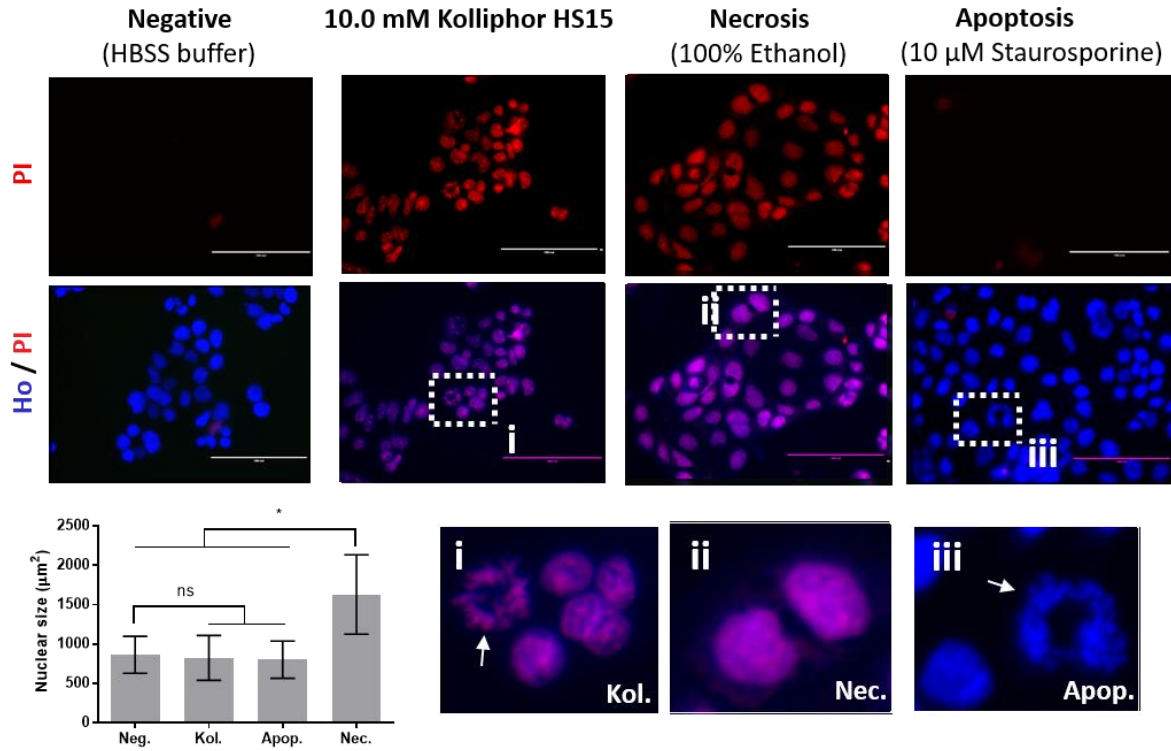 Negative
(HBSS buffer)
10.0 mM Kolliphor HS15
Necrosis
(100% Ethanol)
Apoptosis
(10 µM Staurosporine)
PI
Ho / PI
i
ii
iii
2500
2000
1500
1000
500
0
Nuclear size (µm²)
*
ns
Neg.
Kol.
Apop.
Nec.
i
Kol.
ii
Nec.
iii
Apop.